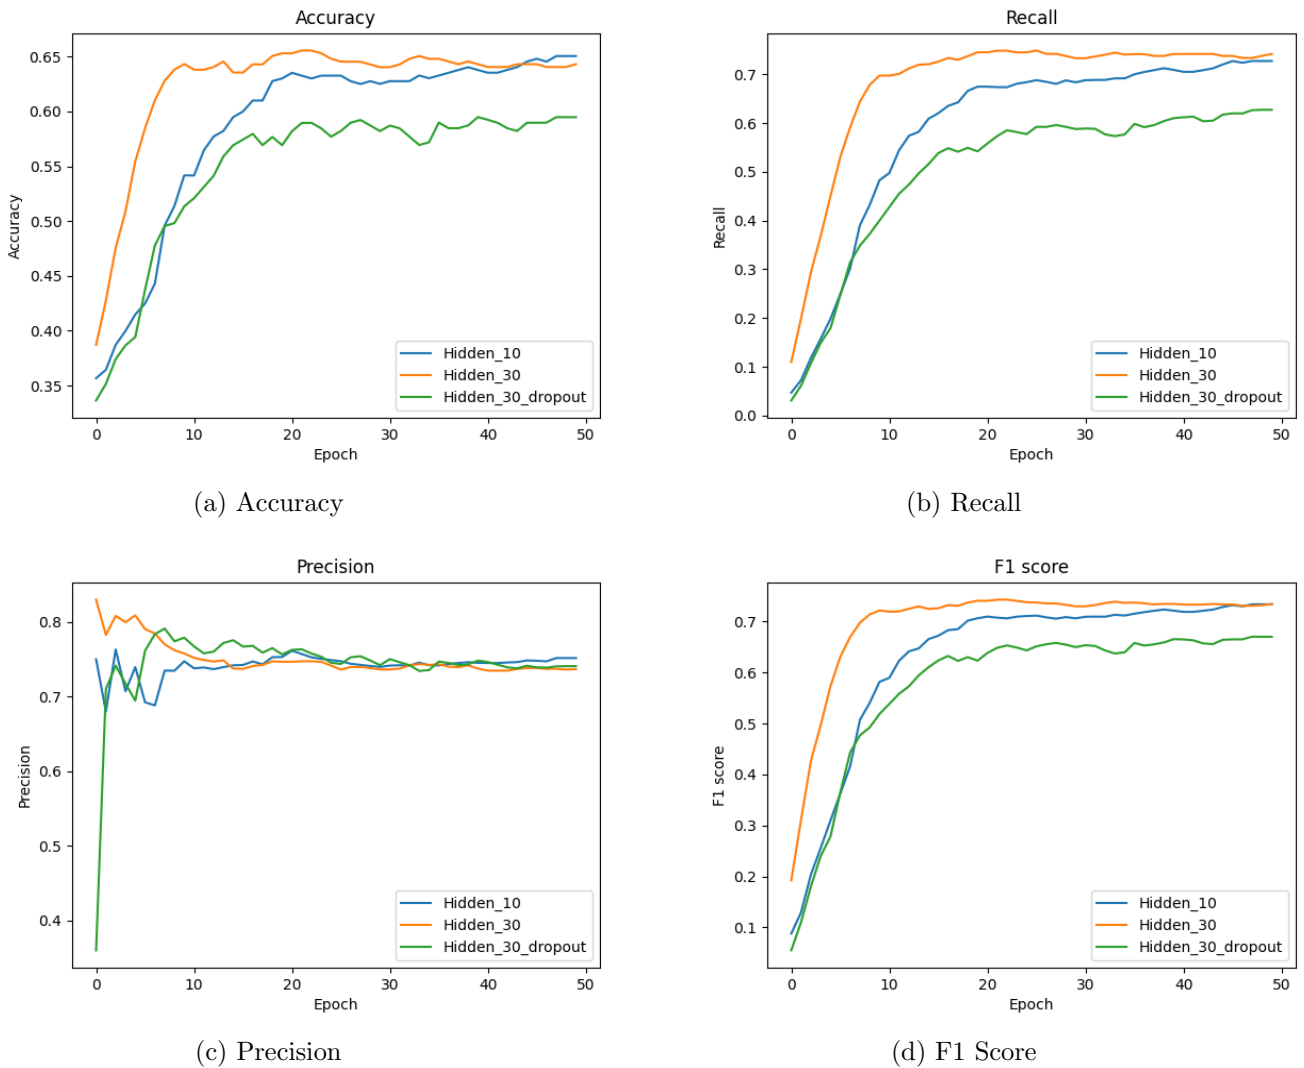 Accuracy
0.65
0.60
0.55
0.50
0.45
0.40
0.35
Accuracy
Hidden_10
Hidden_30
Hidden_30_dropout
0 10 20 30 40 50
Epoch
(a) Accuracy
Recall
0.7
0.6
0.5
0.4
0.3
0.2
0.1
0.0
Recall
Hidden_10
Hidden_30
Hidden_30_dropout
0 10 20 30 40 50
Epoch
(b) Recall
Precision
0.8
0.7
0.6
0.5
0.4
Precision
Hidden_10
Hidden_30
Hidden_30_dropout
0 10 20 30 40 50
Epoch
(c) Precision
F1 score
0.7
0.6
0.5
0.4
0.3
0.2
0.1
F1 score
Hidden_10
Hidden_30
Hidden_30_dropout
0 10 20 30 40 50
Epoch
(d) F1 Score